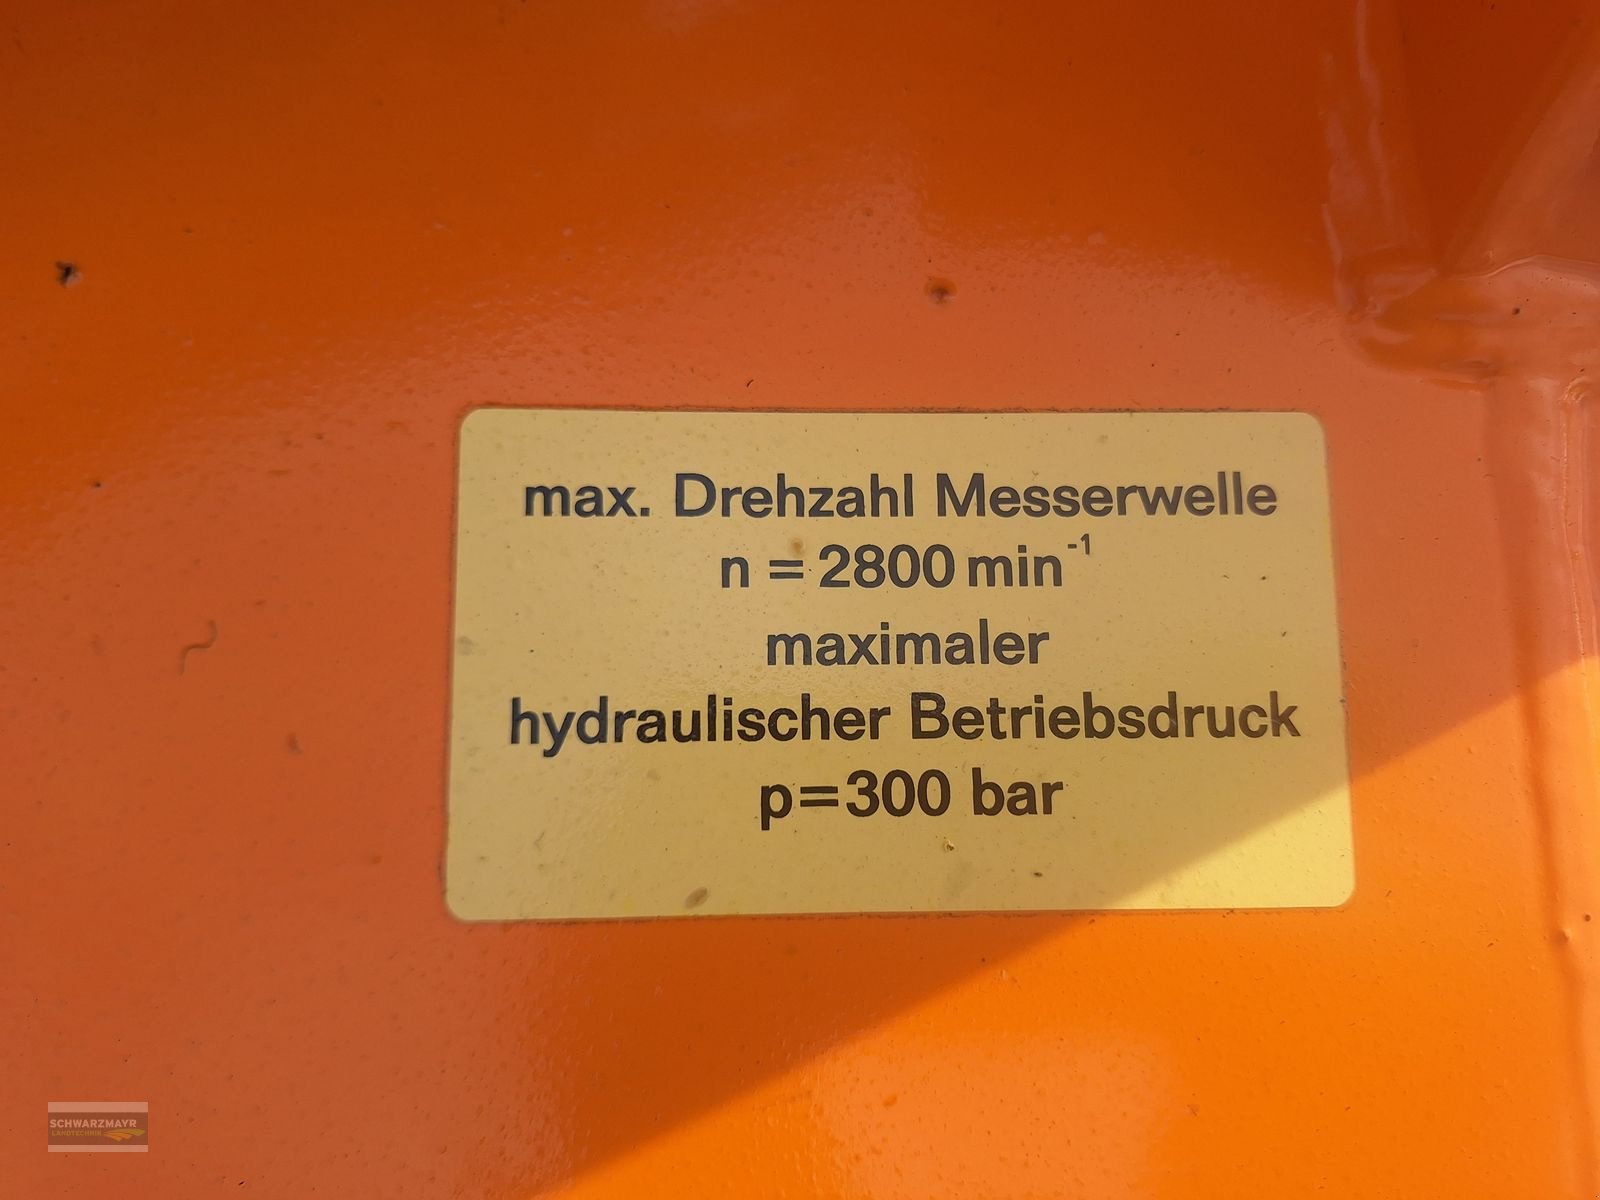 max. Drehzahl Messerwelle
n = 2800 min⁻¹
maximaler
hydraulischer Betriebsdruck
p=300 bar
SCHWARZMAYR
LANDTECHNIK